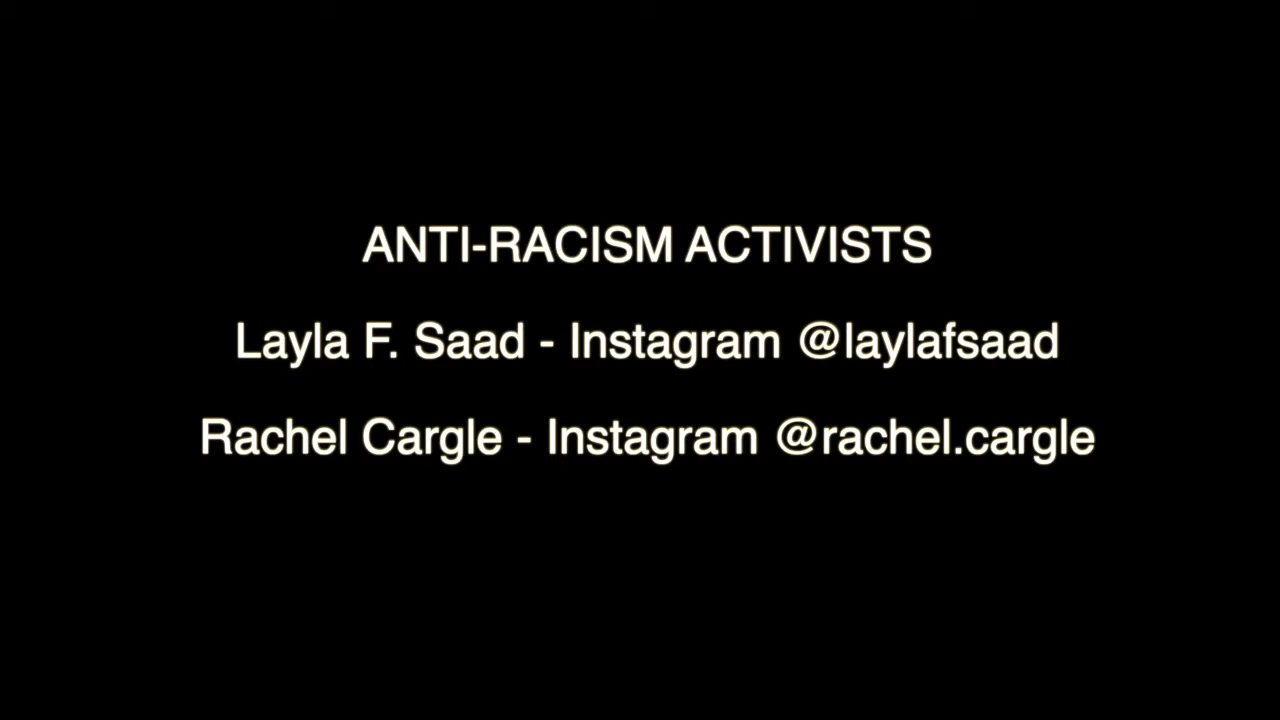 ANTI-RACISM ACTIVISTS
Layla F. Saad - Instagram @laylafsaad
Rachel Cargle - Instagram @rachel.cargle